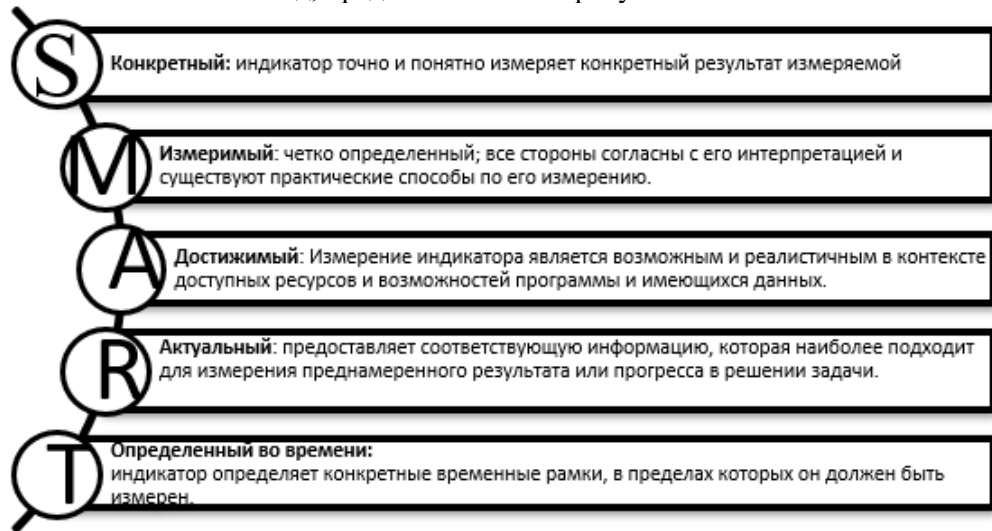 S
Конкретный: индикатор точно и понятно измеряет конкретный результат измеряемой
M
Измеримый: четко определенный; все стороны согласны с его интерпретацией и
существуют практические способы по его измерению.
A
Достижимый: Измерение индикатора является возможным и реалистичным в контексте
доступных ресурсов и возможностей программы и имеющихся данных.
R
Актуальный: предоставляет соответствующую информацию, которая наиболее подходит
для измерения преднамеренного результата или прогресса в решении задачи.
T
Определенный во времени:
индикатор определяет конкретные временные рамки, в пределах которых он должен быть
измерен.